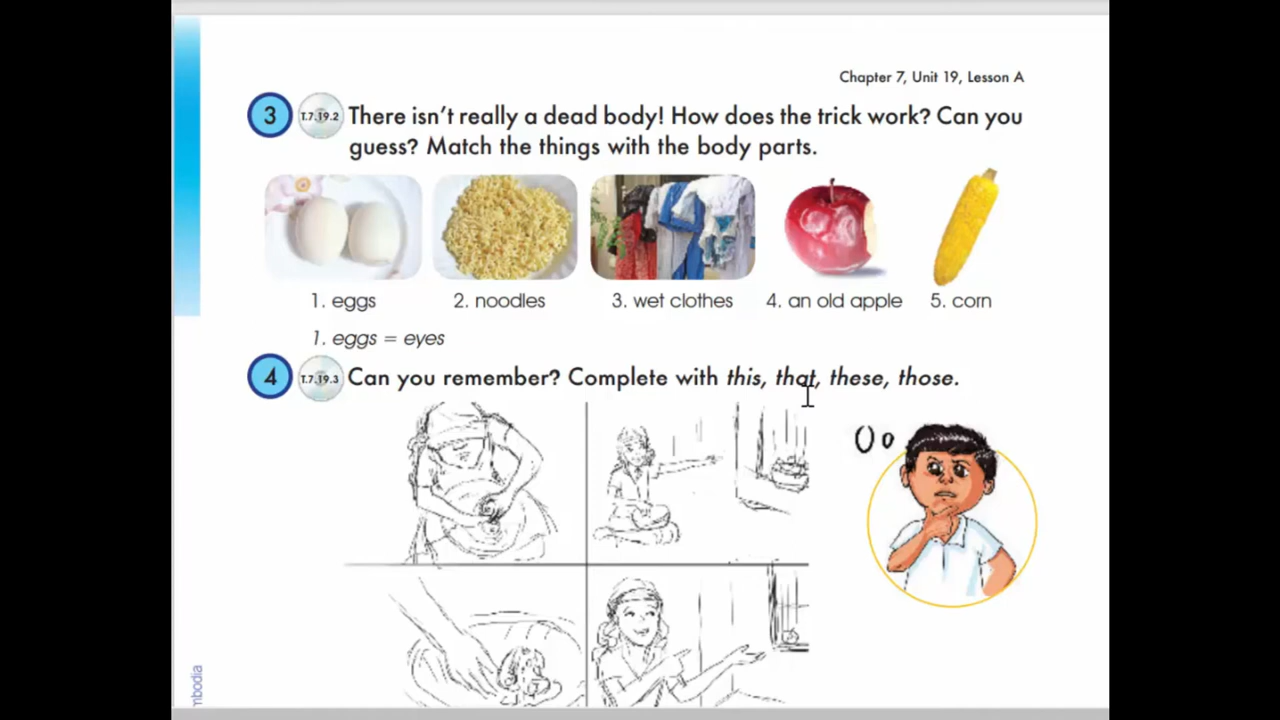 Chapter 7, Unit 19, Lesson A
3 T.7.19.2 There isn't really a dead body! How does the trick work? Can you
guess? Match the things with the body parts.
1. eggs 2. noodles 3. wet clothes 4. an old apple 5. corn
1. eggs = eyes
4 T.7.19.3 Can you remember? Complete with this, that, these, those.